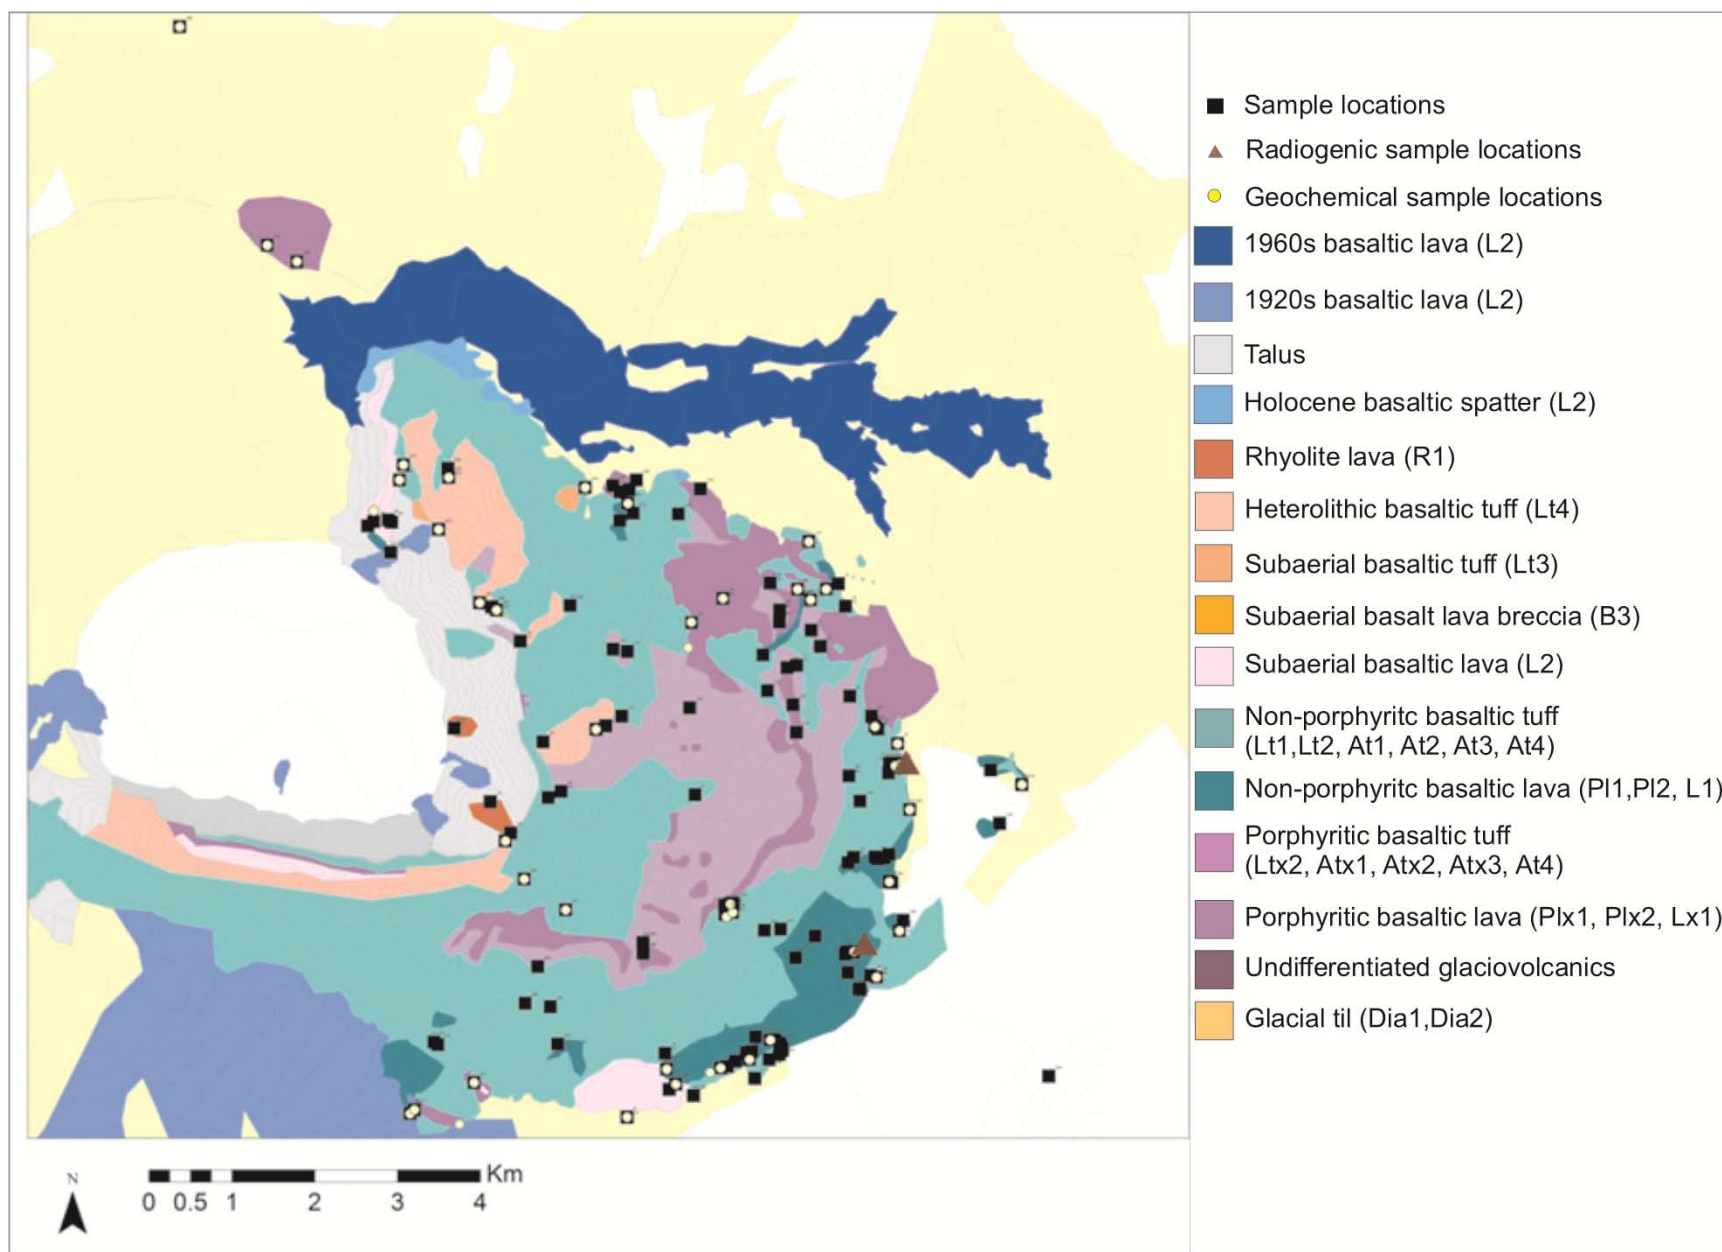 Sample locations
Radiogenic sample locations
Geochemical sample locations
1960s basaltic lava (L2)
1920s basaltic lava (L2)
Talus
Holocene basaltic spatter (L2)
Rhyolite lava (R1)
Heterolithic basaltic tuff (Lt4)
Subaerial basaltic tuff (Lt3)
Subaerial basalt lava breccia (B3)
Subaerial basaltic lava (L2)
Non-porphyritc basaltic tuff
(Lt1,Lt2, At1, At2, At3, At4)
Non-porphyritc basaltic lava (Pl1,Pl2, L1)
Porphyritic basaltic tuff
(Ltx2, Atx1, Atx2, Atx3, At4)
Porphyritic basaltic lava (Plx1, Plx2, Lx1)
Undifferentiated glaciovolcanics
Glacial til (Dia1,Dia2)
N
Km
0 0.5 1 2 3 4